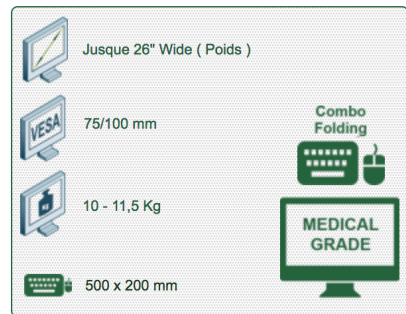 Jusque 26" Wide ( Poids )
VESA
75/100 mm
10 - 11,5 Kg
500 x 200 mm
Combo
Folding
MEDICAL
GRADE